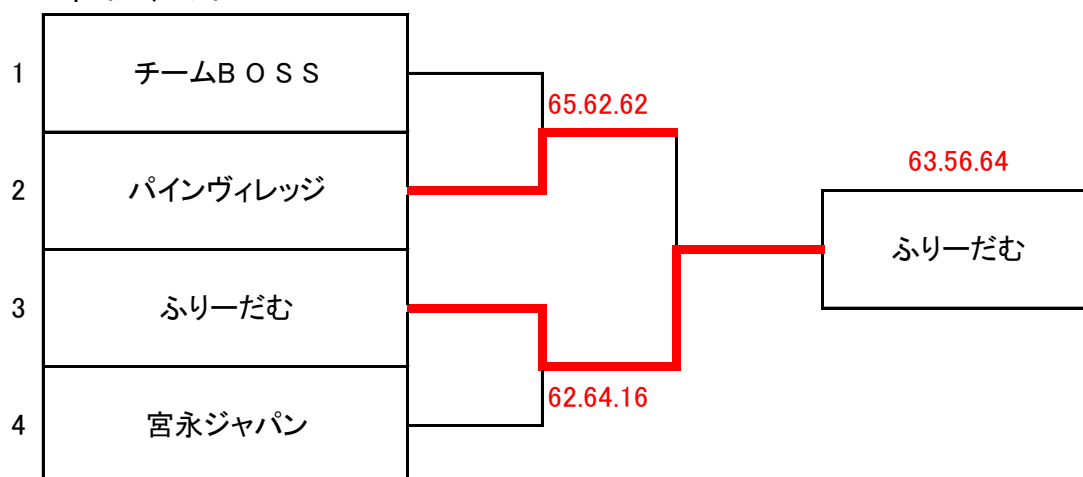 1 チームＢＯＳＳ
65.62.62
2 パインヴィレッジ
63.56.64
ふりーだむ
3 ふりーだむ
62.64.16
4 宮永ジャパン